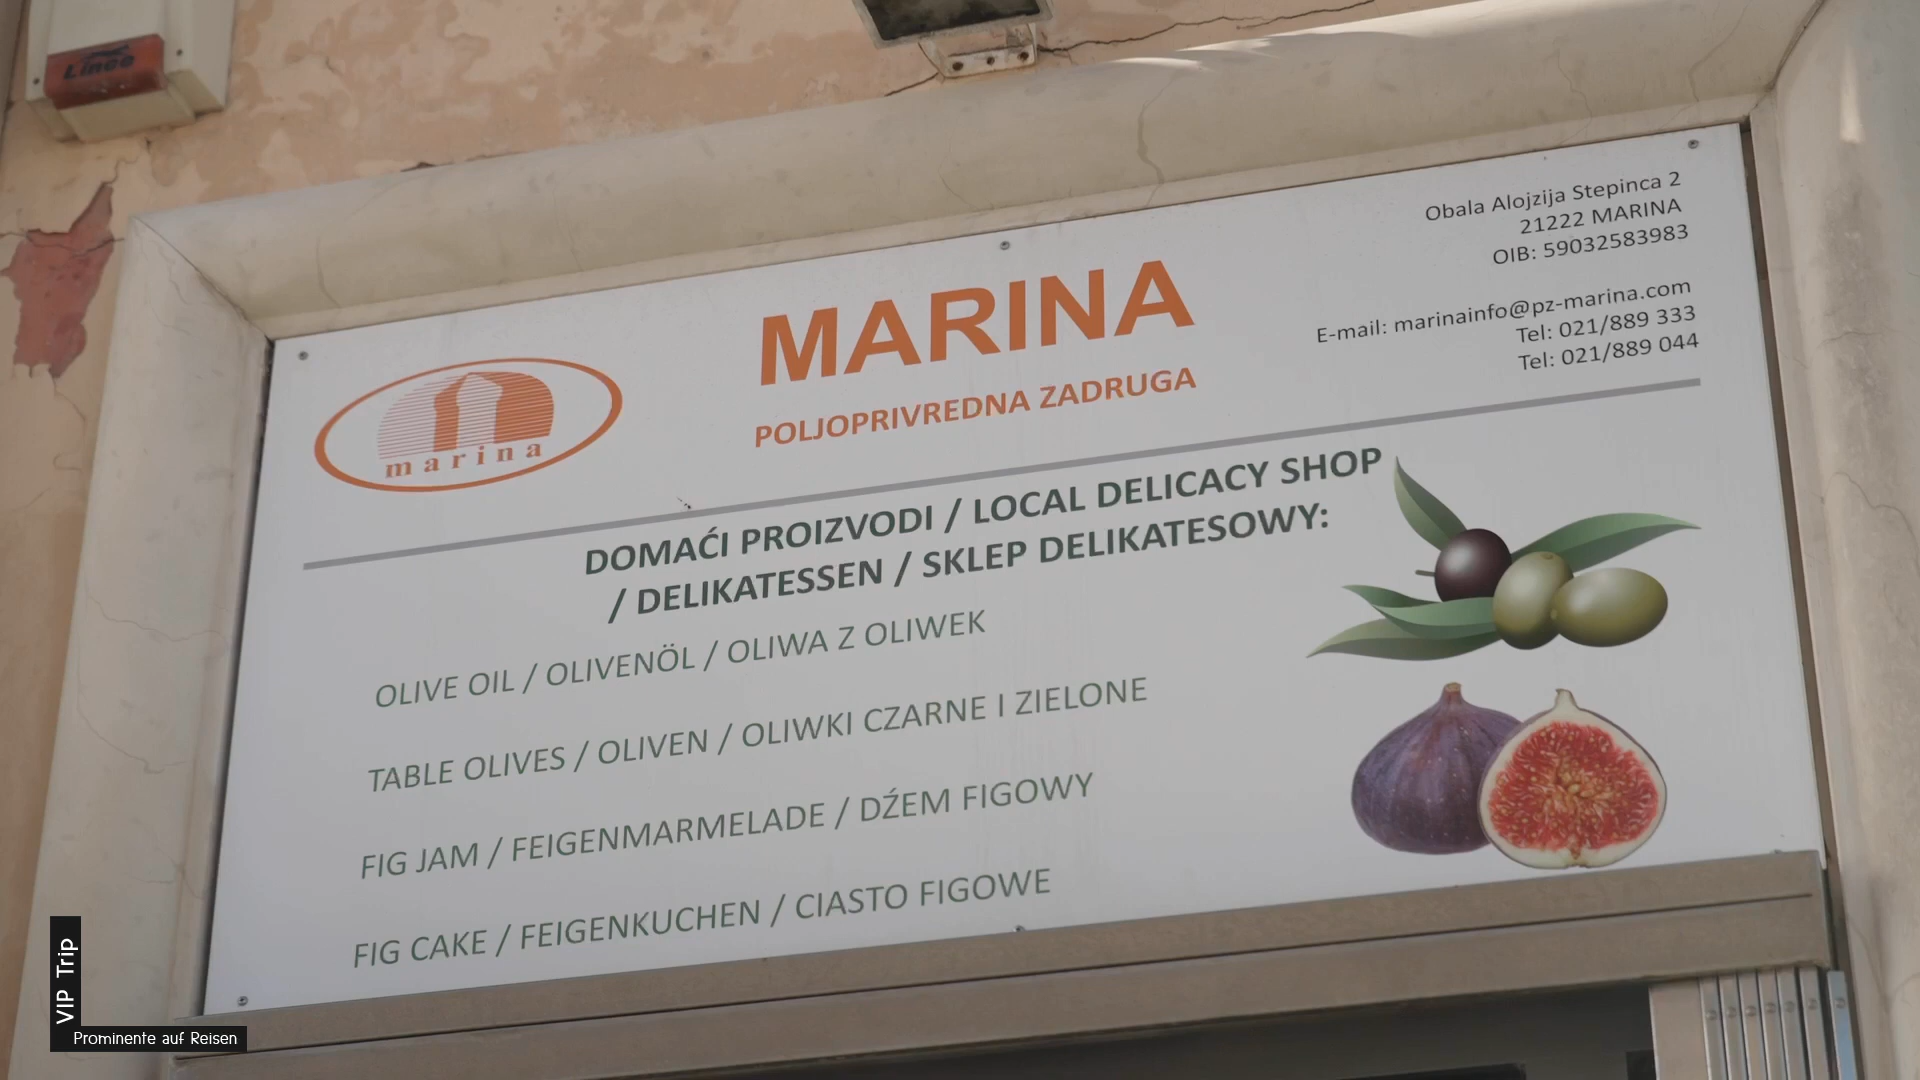 Linea
Obala Alojzija Stepinca 2
21222 MARINA
OIB: 59032583983
E-mail: marinainfo@pz-marina.com
Tel: 021/889 333
Tel: 021/889 044
MARINA
POLJOPRIVREDNA ZADRUGA
marina
DOMAĆI PROIZVODI / LOCAL DELICACY SHOP
/ DELIKATESSEN / SKLEP DELIKATESOWY:
OLIVE OIL / OLIVENÖL / OLIWA Z OLIWEK
TABLE OLIVES / OLIVEN / OLIWKI CZARNE I ZIELONE
FIG JAM / FEIGENMARMELADE / DŹEM FIGOWY
FIG CAKE / FEIGENKUCHEN / CIASTO FIGOWE
VIP Trip
Prominente auf Reisen